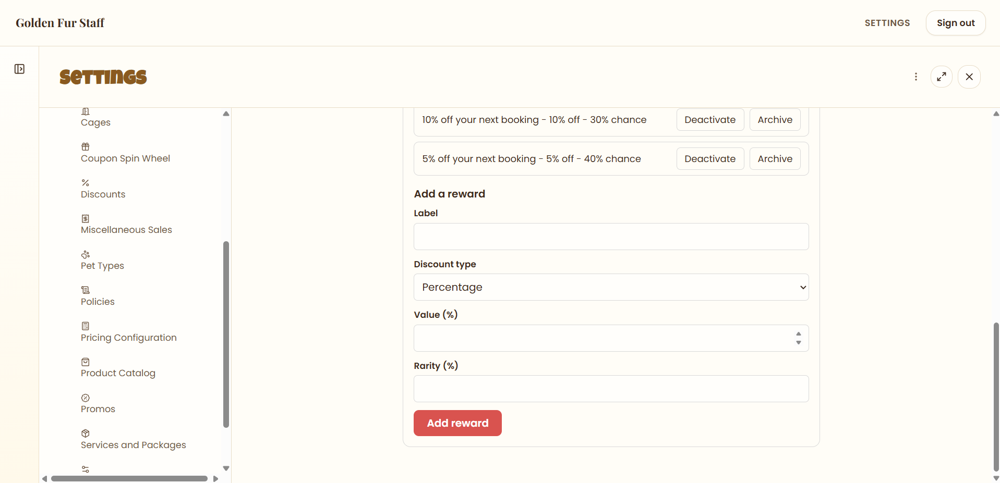 Golden Fur Staff
SETTINGS
Sign out
Settings
Cages
Coupon Spin Wheel
Discounts
Miscellaneous Sales
Pet Types
Policies
Pricing Configuration
Product Catalog
Promos
Services and Packages
10% off your next booking - 10% off - 30% chance
Deactivate
Archive
5% off your next booking - 5% off - 40% chance
Deactivate
Archive
Add a reward
Label
Discount type
Percentage
Value (%)
Rarity (%)
Add reward